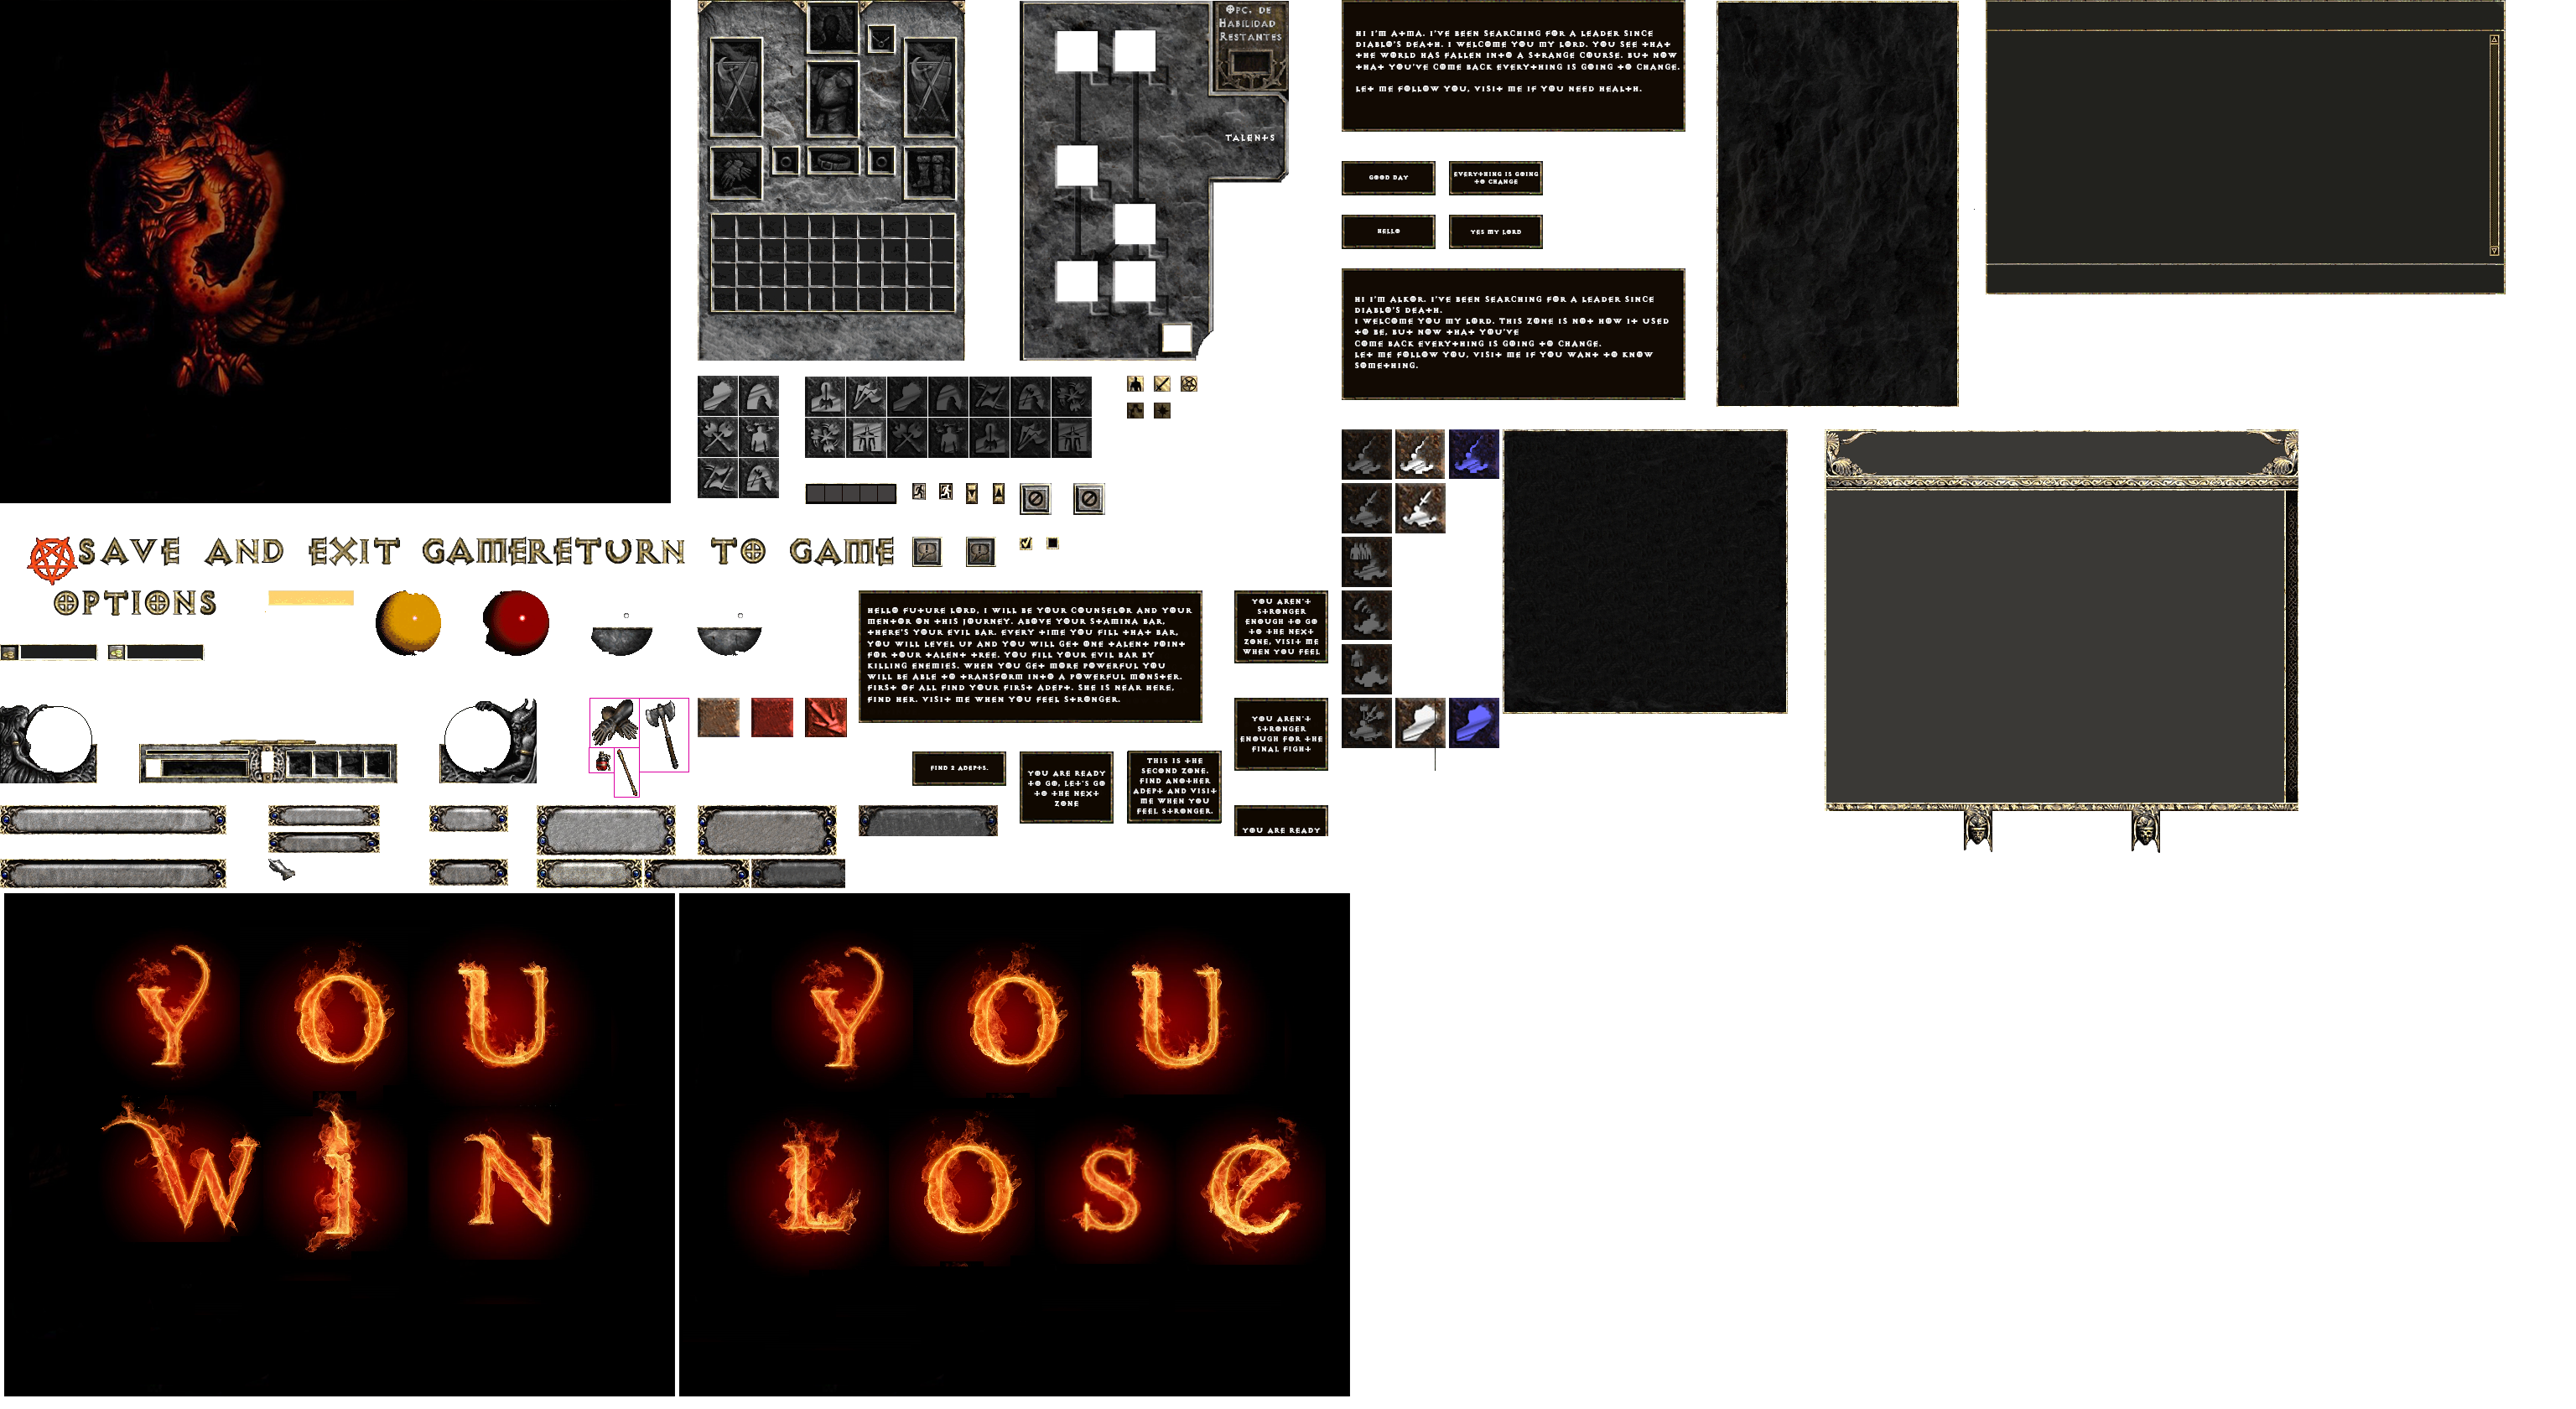 Opc. de
Habilidad
Restantes
TALENTS
HI I'M ATMA. I'VE BEEN SEARCHING FOR A LEADER SINCE
DIABLO'S DEATH. I WELCOME YOU MY LORD. YOU SEE THAT
THE WORLD HAS FALLEN INTO A STRANGE COURSE. BUT NOW
THAT YOU'VE COME BACK EVERYTHING IS GOING TO CHANGE.
LET ME FOLLOW YOU, VISIT ME IF YOU NEED HEALTH.
GOOD DAY
EVERYTHING IS GOING
TO CHANGE
HELLO
YES MY LORD
HI I'M ALKOR. I'VE BEEN SEARCHING FOR A LEADER SINCE
DIABLO'S DEATH.
I WELCOME YOU MY LORD. THIS ZONE IS NOT HOW IT USED
TO BE, BUT NOW THAT YOU'VE
COME BACK EVERYTHING IS GOING TO CHANGE.
LET ME FOLLOW YOU, VISIT ME IF YOU WANT TO KNOW
SOMETHING.
SAVE AND EXIT GAME
RETURN TO GAME
OPTIONS
HELLO FUTURE LORD, I WILL BE YOUR COUNSELOR AND YOUR
MENTOR ON THIS JOURNEY. ABOVE YOUR STAMINA BAR,
THERE'S YOUR EVIL BAR. EVERY TIME YOU FILL THAT BAR,
YOU WILL LEVEL UP AND YOU WILL GET ONE TALENT POINT
FOR YOUR TALENT TREE. YOU FILL YOUR EVIL BAR BY
KILLING ENEMIES. WHEN YOU GET MORE POWERFUL YOU
WILL BE ABLE TO TRANSFORM INTO A POWERFUL MONSTER.
FIRST OF ALL FIND YOUR FIRST ADEPT. SHE IS NEAR HERE,
FIND HER. VISIT ME WHEN YOU FEEL STRONGER.
YOU AREN'T
STRONGER
ENOUGH TO GO
TO THE NEXT
ZONE, VISIT ME
WHEN YOU FEEL
YOU AREN'T
STRONGER
ENOUGH FOR THE
FINAL FIGHT
FIND 2 ADEPTS.
YOU ARE READY
TO GO, LET'S GO
TO THE NEXT
ZONE
THIS IS THE
SECOND ZONE.
FIND ANOTHER
ADEPT AND VISIT
ME WHEN YOU
FEEL STRONGER.
YOU ARE READY
YOU
WIN
YOU
LOSE